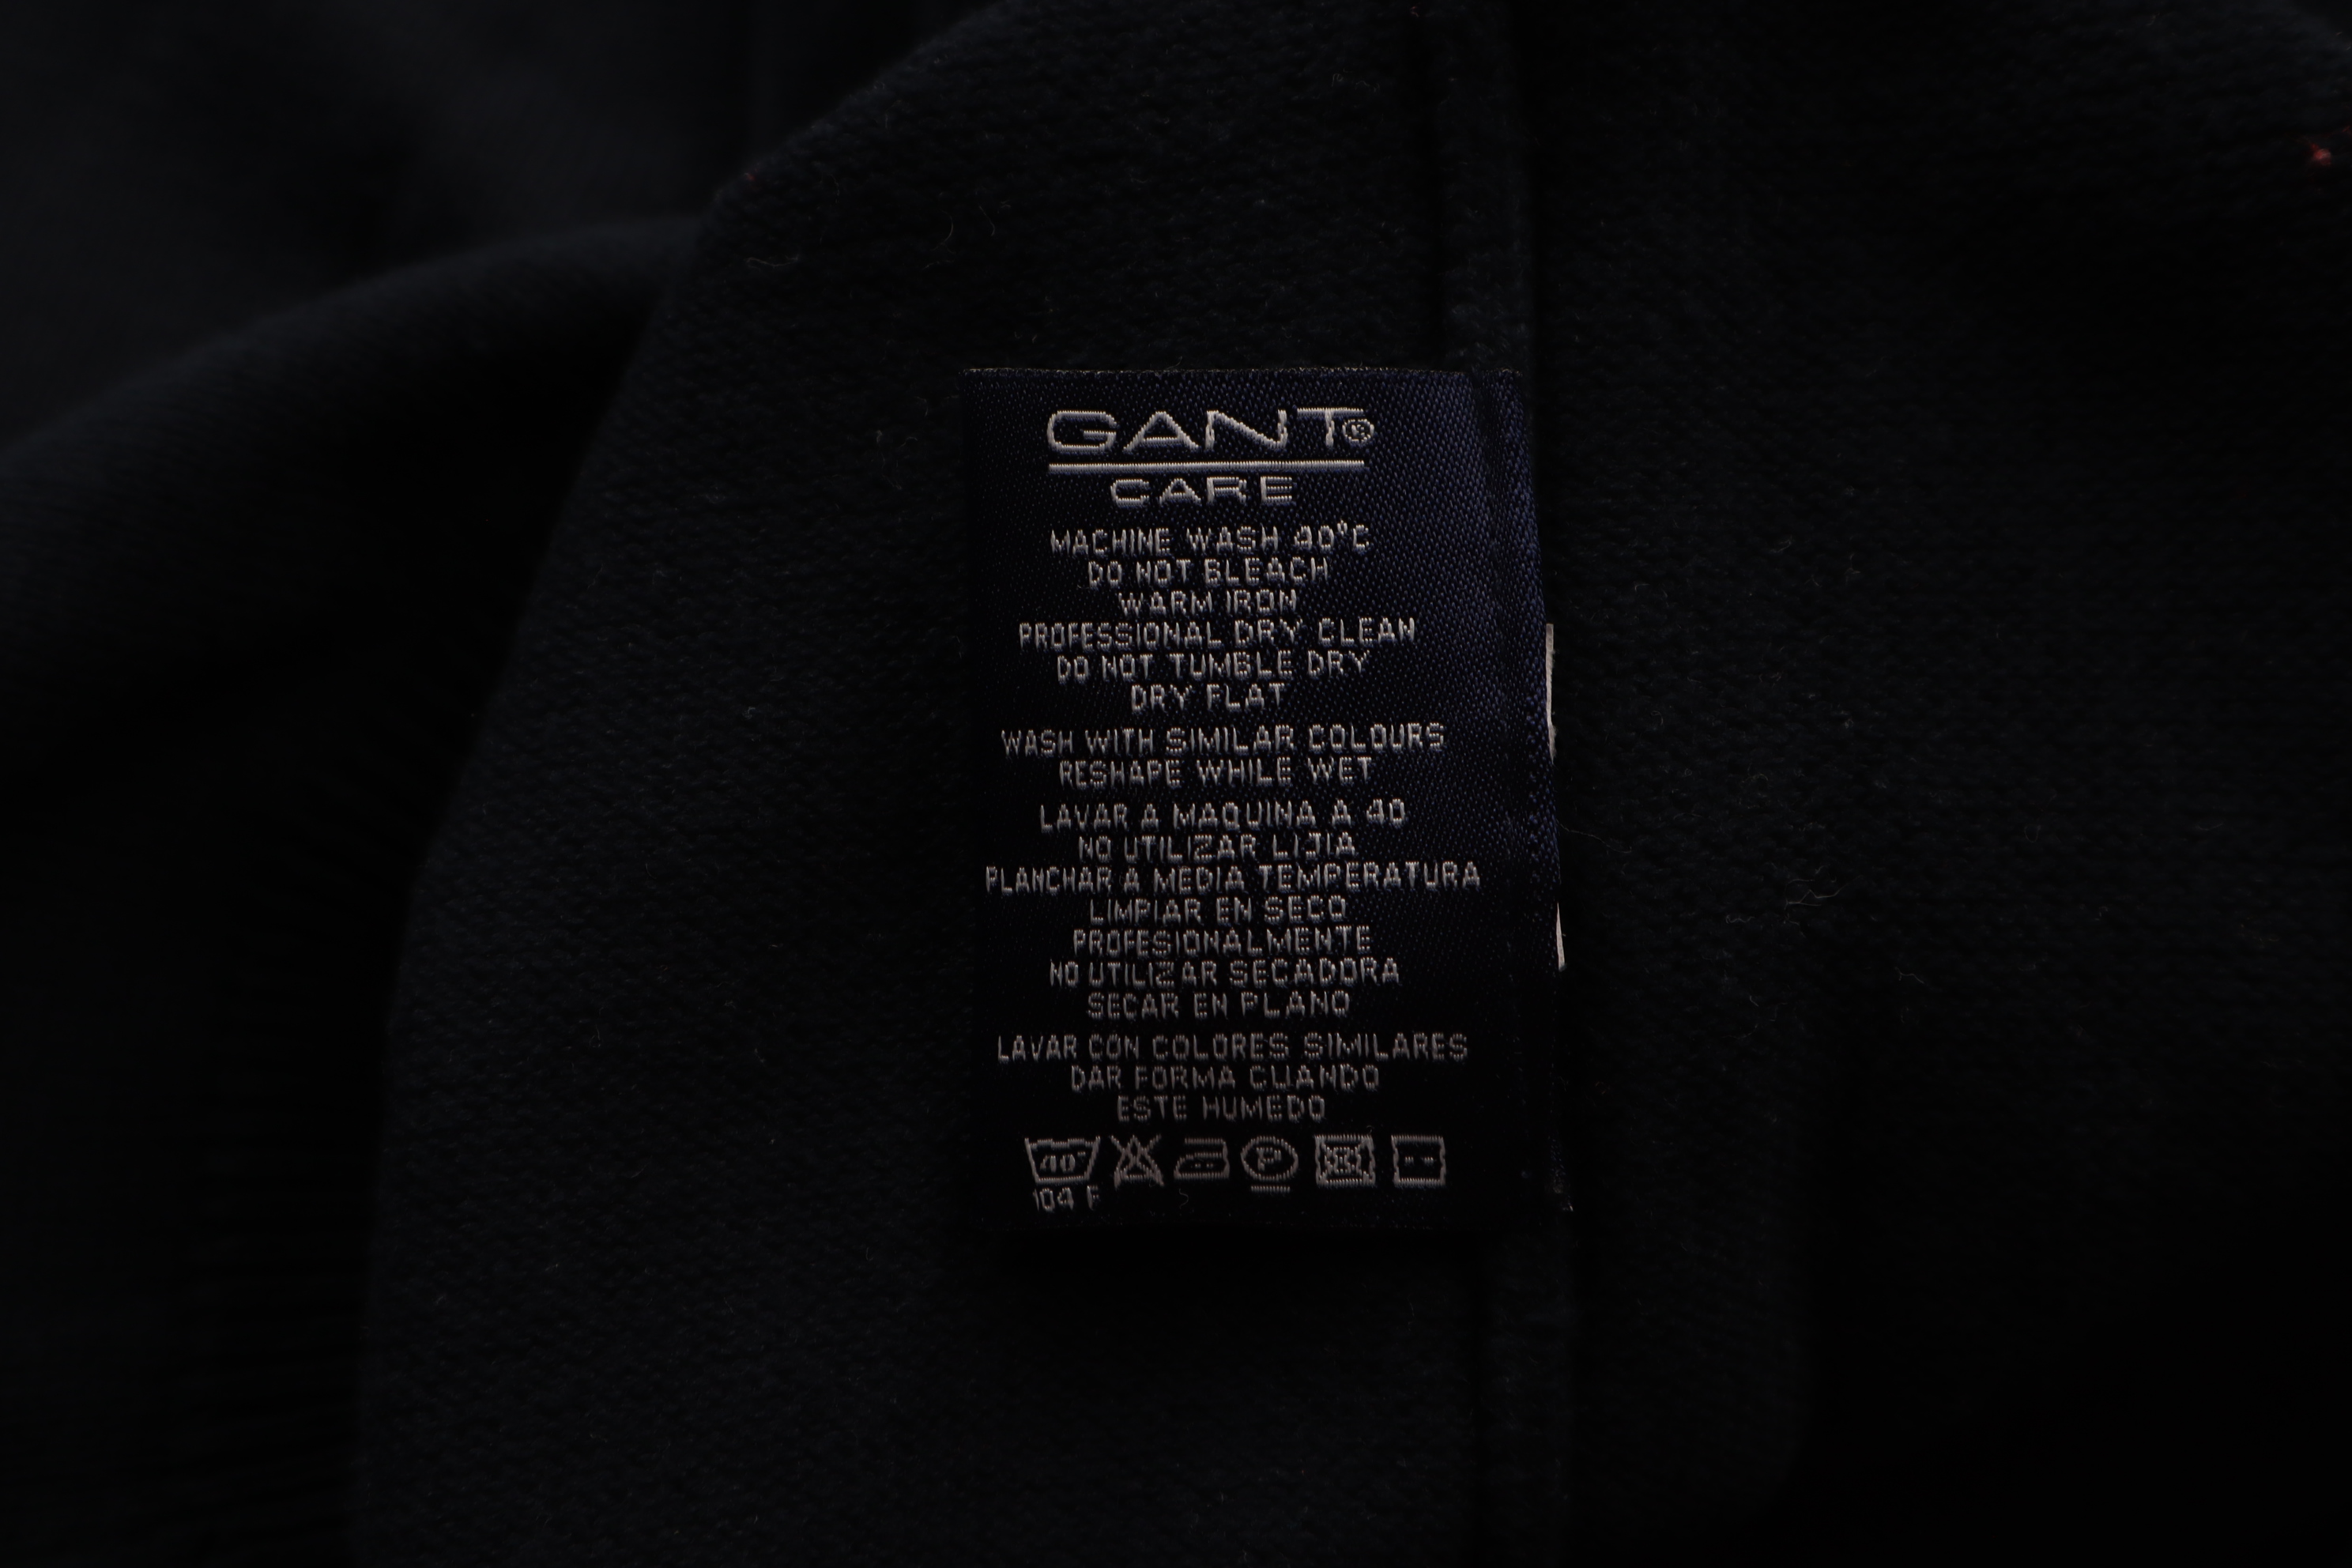 GANT®
CARE
MACHINE WASH 40°C
DO NOT BLEACH
WARM IRON
PROFESSIONAL DRY CLEAN
DO NOT TUMBLE DRY
DRY FLAT
WASH WITH SIMILAR COLOURS
RESHAPE WHILE WET
LAVAR A MAQUINA A 40
NO UTILIZAR LIJIA
PLANCHAR A MEDIA TEMPERATURA
LIMPIAR EN SECO
PROFESIONALMENTE
NO UTILIZAR SECADORA
SECAR EN PLANO
LAVAR CON COLORES SIMILARES
DAR FORMA CUANDO
ESTE HUMEDO
40° P
104 F